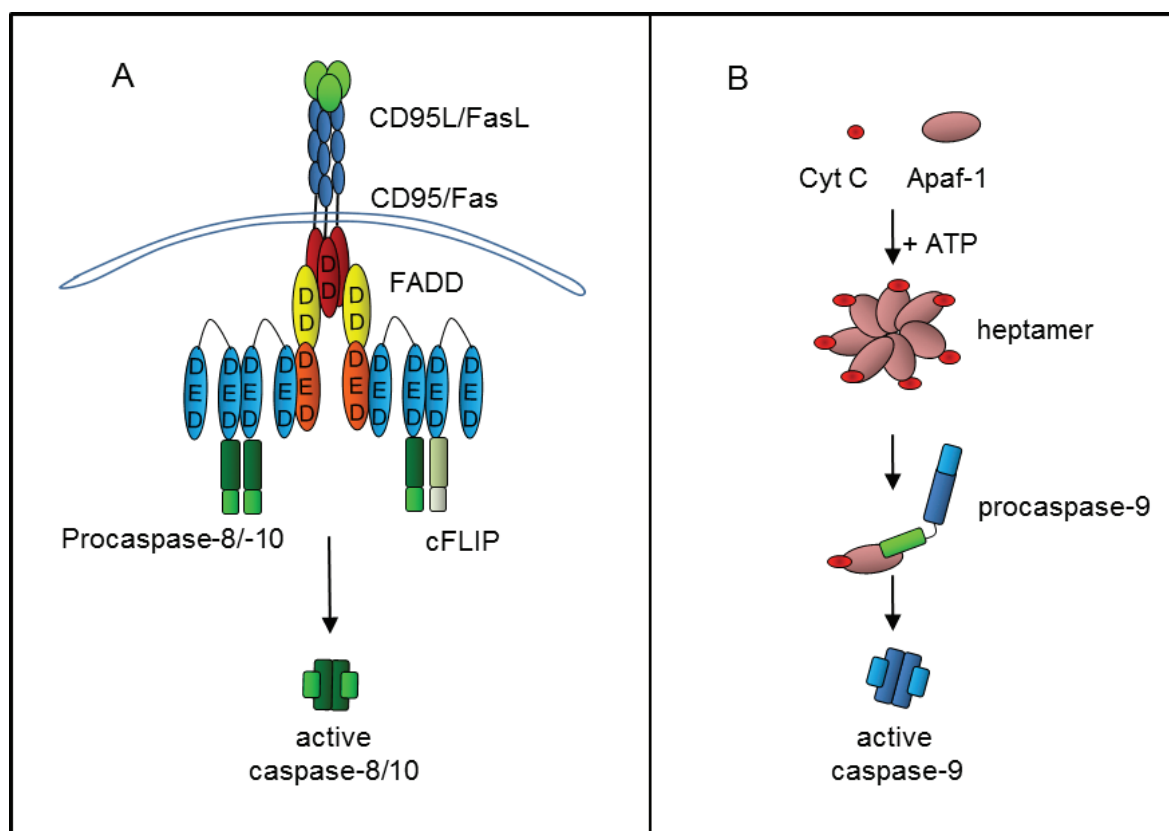 A
CD95L/FasL
CD95/Fas
DD
FADD
DD
DD
DED
DED
DED
DED
DED
DED
DED
DED
DED
DED
Procaspase-8/-10
cFLIP
active
caspase-8/10
B
Cyt C
Apaf-1
+ ATP
heptamer
procaspase-9
active
caspase-9